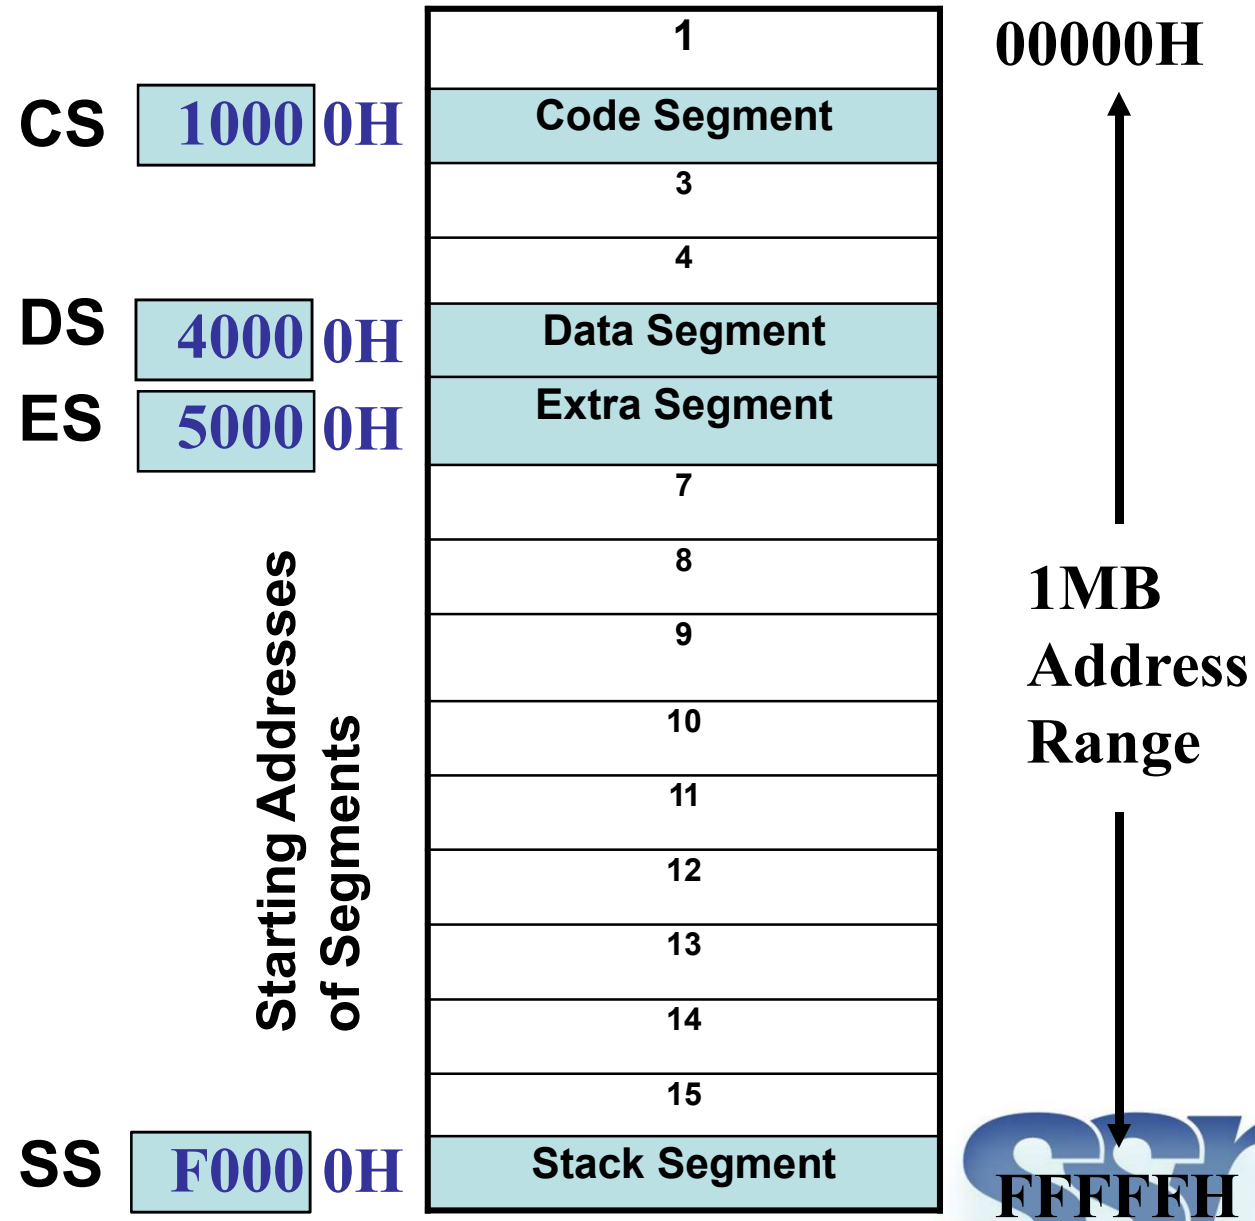 1
00000H
CS 1000 0H
Code Segment
3
4
DS 4000 0H
Data Segment
ES 5000 0H
Extra Segment
7
8
9
10
11
12
13
14
15
Starting Addresses
of Segments
1MB
Address
Range
SS F000 0H
Stack Segment
FFFFFH